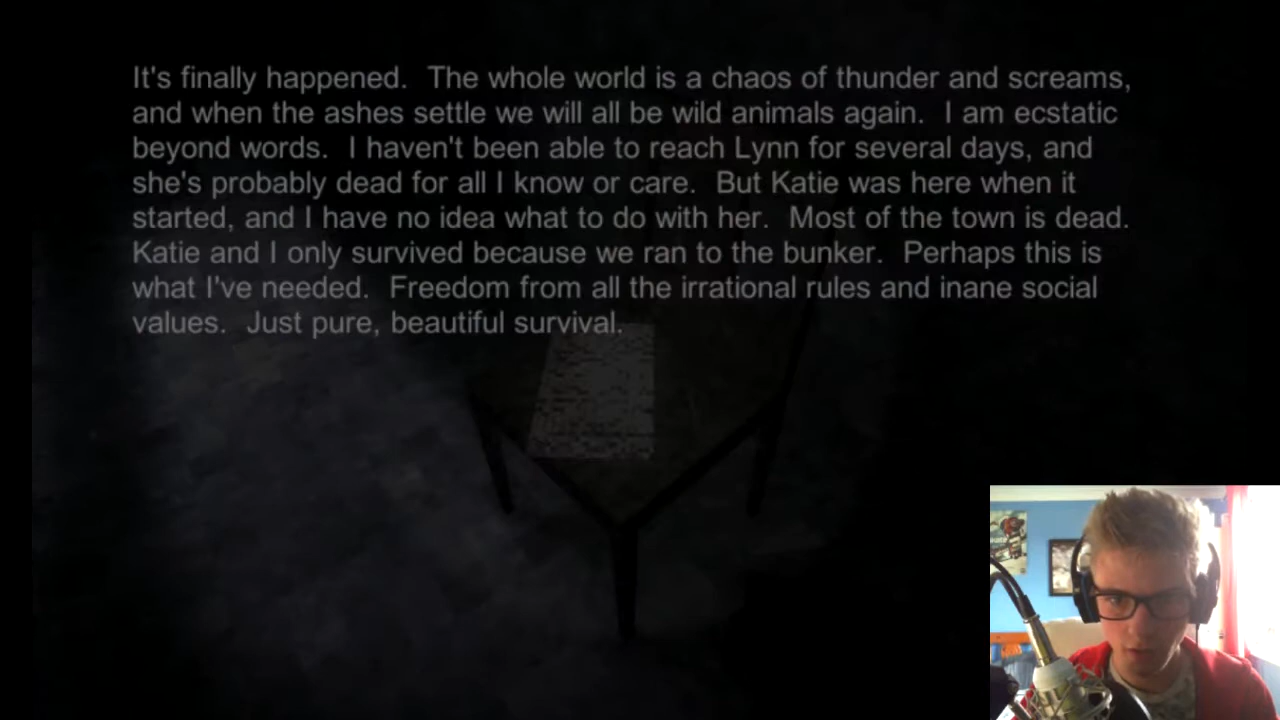 It's finally happened.  The whole world is a chaos of thunder and screams,
and when the ashes settle we will all be wild animals again.  I am ecstatic
beyond words.  I haven't been able to reach Lynn for several days, and
she's probably dead for all I know or care.  But Katie was here when it
started, and I have no idea what to do with her.  Most of the town is dead.
Katie and I only survived because we ran to the bunker.  Perhaps this is
what I've needed.  Freedom from all the irrational rules and inane social
values.  Just pure, beautiful survival.